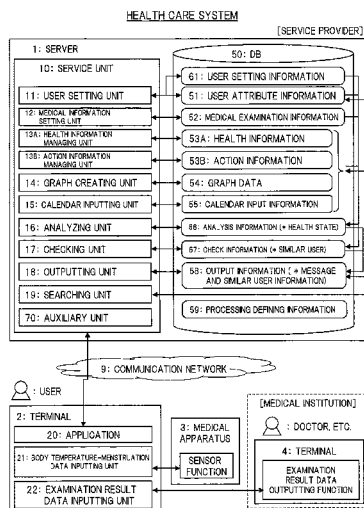 HEALTH CARE SYSTEM
[SERVICE PROVIDER]
1: SERVER
10: SERVICE UNIT
11: USER SETTING UNIT
12: MEDICAL INFORMATION
SETTING UNIT
13A: HEALTH INFORMATION
MANAGING UNIT
13B: ACTION INFORMATION
MANAGING UNIT
14: GRAPH CREATING UNIT
15: CALENDAR INPUTTING UNIT
16: ANALYZING UNIT
17: CHECKING UNIT
18: OUTPUTTING UNIT
19: SEARCHING UNIT
70: AUXILIARY UNIT
50: DB
61: USER SETTING INFORMATION
51: USER ATTRIBUTE INFORMATION
52: MEDICAL EXAMINATION INFORMATION
53A: HEALTH INFORMATION
53B: ACTION INFORMATION
54: GRAPH DATA
55: CALENDAR INPUT INFORMATION
56: ANALYSIS INFORMATION (* HEALTH STATE)
57: CHECK INFORMATION (* SIMILAR USER)
58: OUTPUT INFORMATION ( * MESSAGE
AND SIMILAR USER INFORMATION)
59: PROCESSING DEFINING INFORMATION
9: COMMUNICATION NETWORK
: USER
2: TERMINAL
20: APPLICATION
21: BODY TEMPERATURE-MENSTRUATION
DATA INPUTTING UNIT
22: EXAMINATION RESULT
DATA INPUTTING UNIT
3: MEDICAL
APPARATUS
SENSOR
FUNCTION
[MEDICAL INSTITUTION]
: DOCTOR, ETC.
4: TERMINAL
EXAMINATION
RESULT DATA
OUTPUTTING FUNCTION